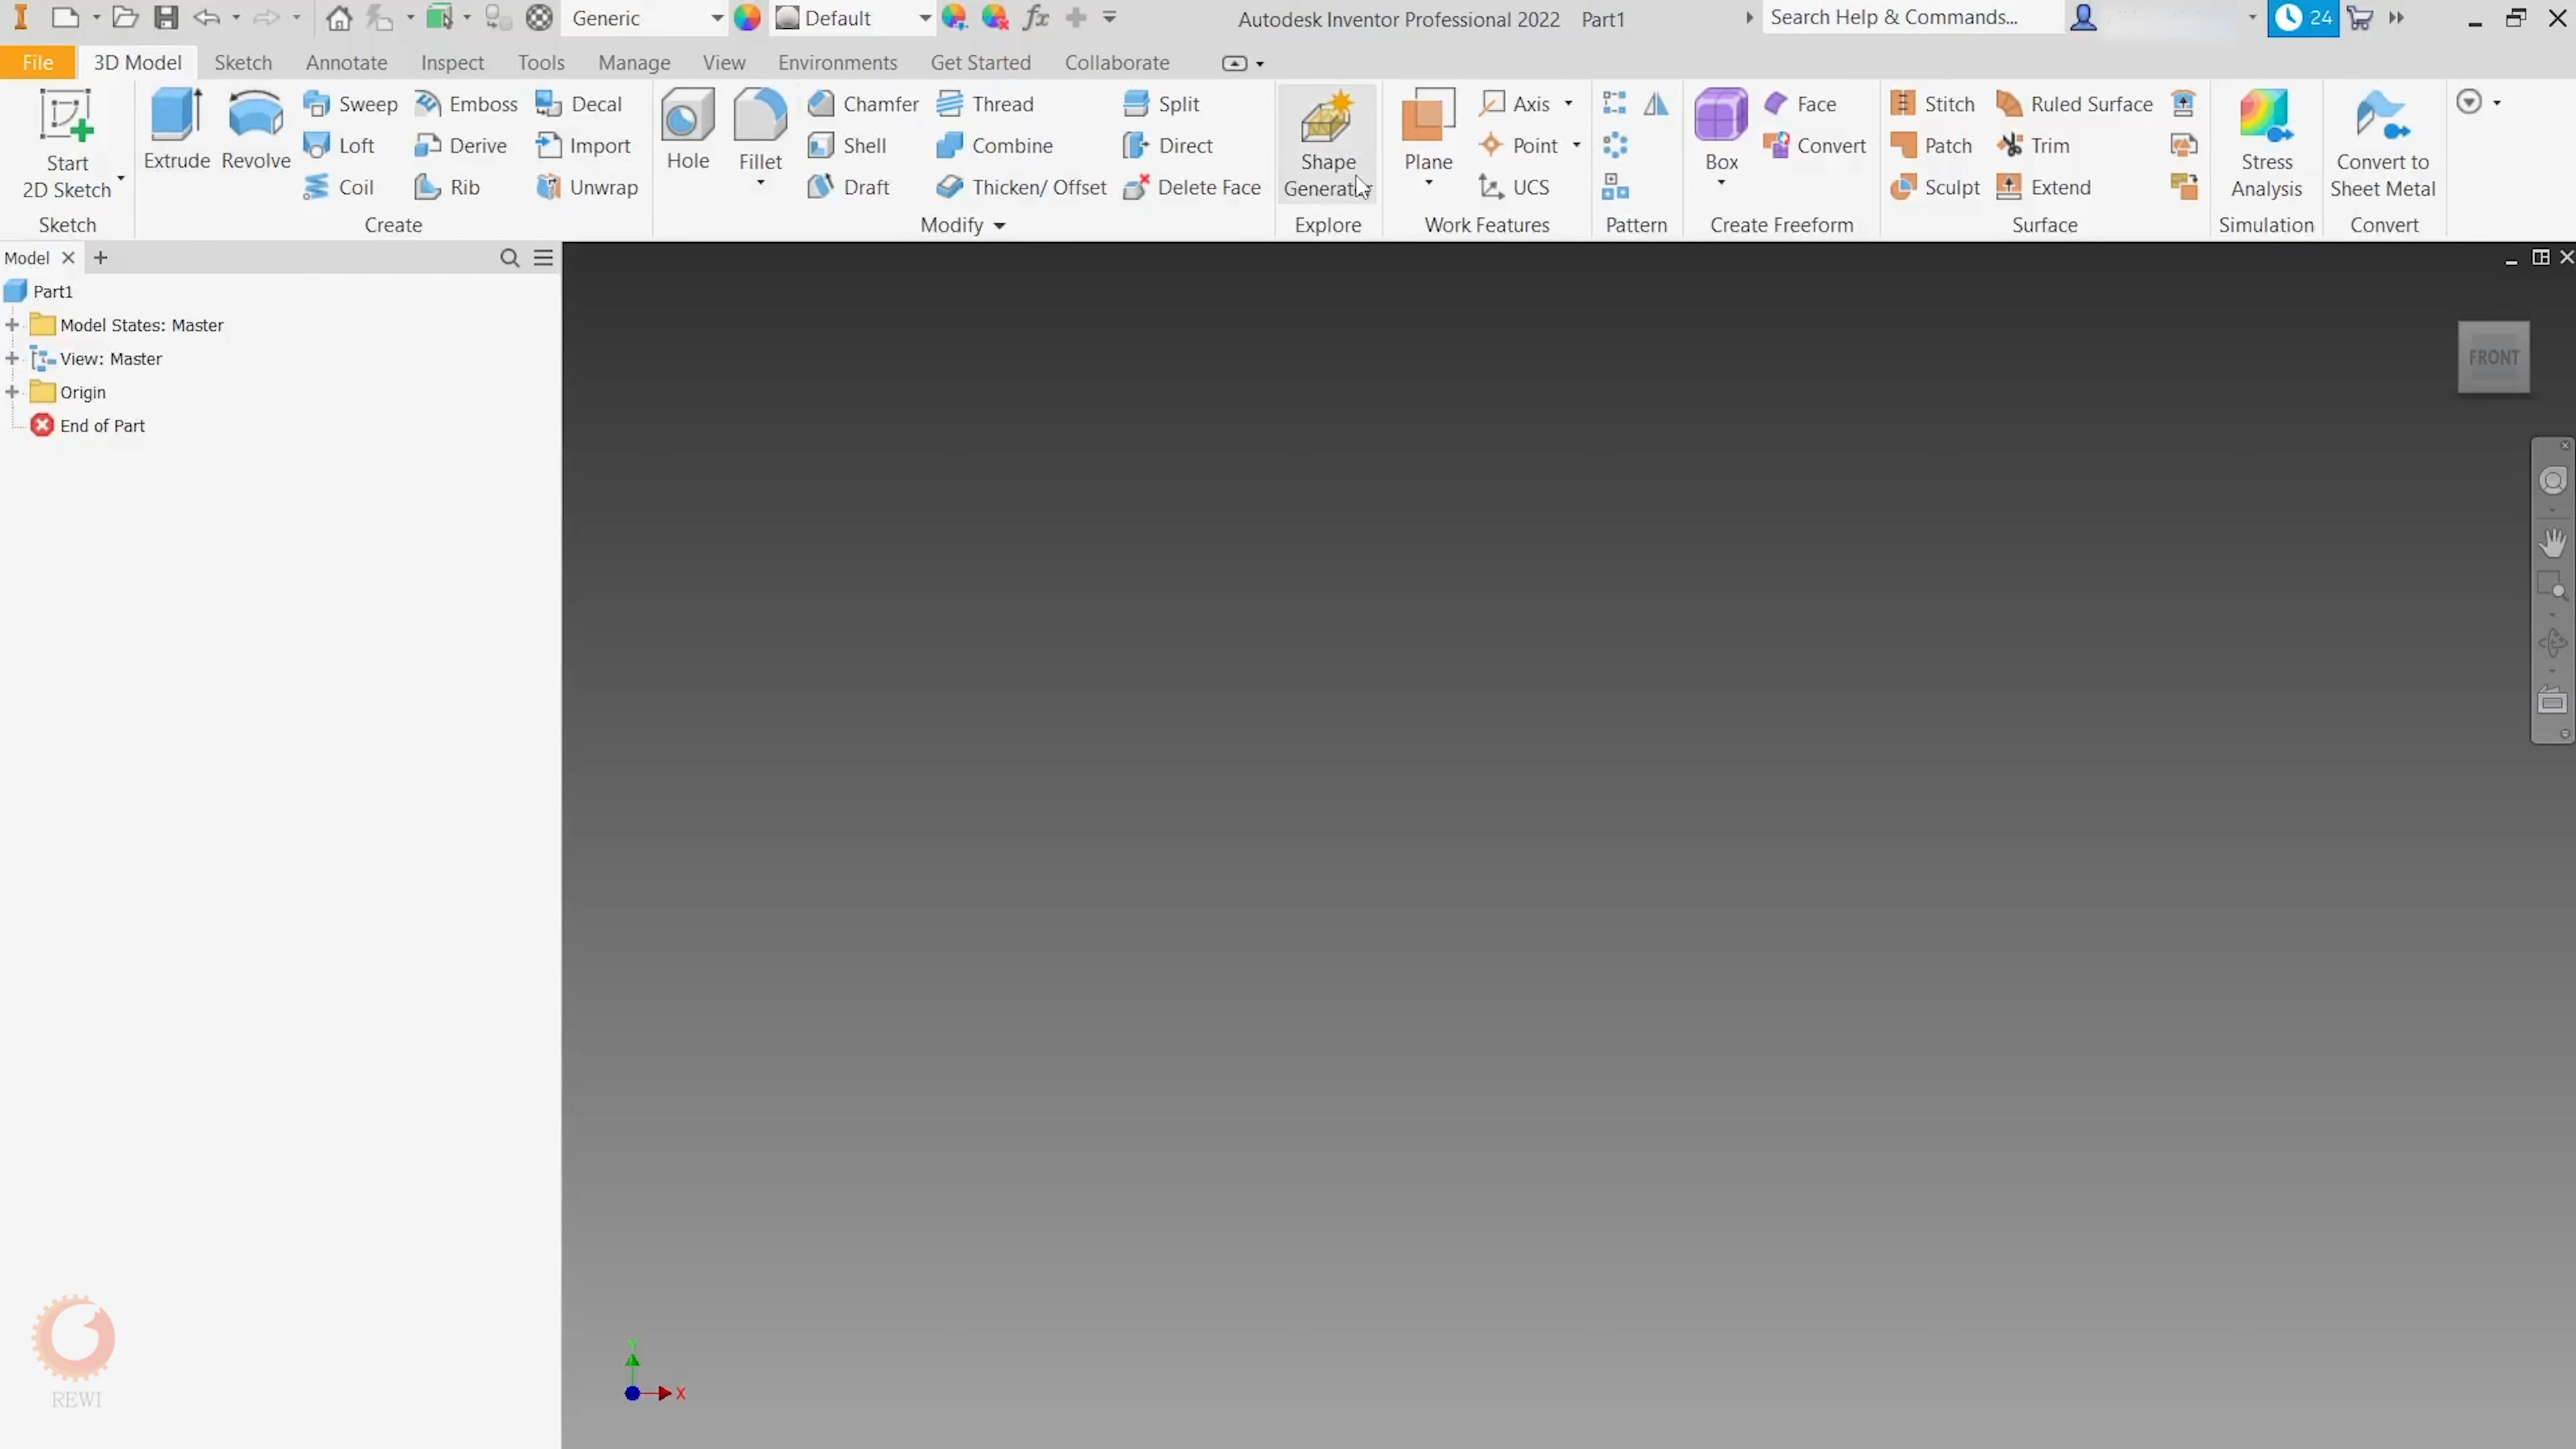 Generic
Default
fx
Autodesk Inventor Professional 2022 Part1
Search Help & Commands...
24
File 3D Model Sketch Annotate Inspect Tools Manage View Environments Get Started Collaborate
Start
2D Sketch
Sketch
Extrude
Revolve
Sweep
Loft
Coil
Emboss
Derive
Rib
Decal
Import
Unwrap
Create
Hole
Fillet
Chamfer
Shell
Draft
Thread
Combine
Thicken/ Offset
Split
Direct
Delete Face
Modify
Shape
Generat
Explore
Plane
Axis
Point
UCS
Work Features
Pattern
Box
Face
Convert
Create Freeform
Stitch
Patch
Sculpt
Ruled Surface
Trim
Extend
Surface
Stress
Analysis
Simulation
Convert to
Sheet Metal
Convert
Model
Part1
Model States: Master
View: Master
Origin
End of Part
FRONT
Y
X
REWI